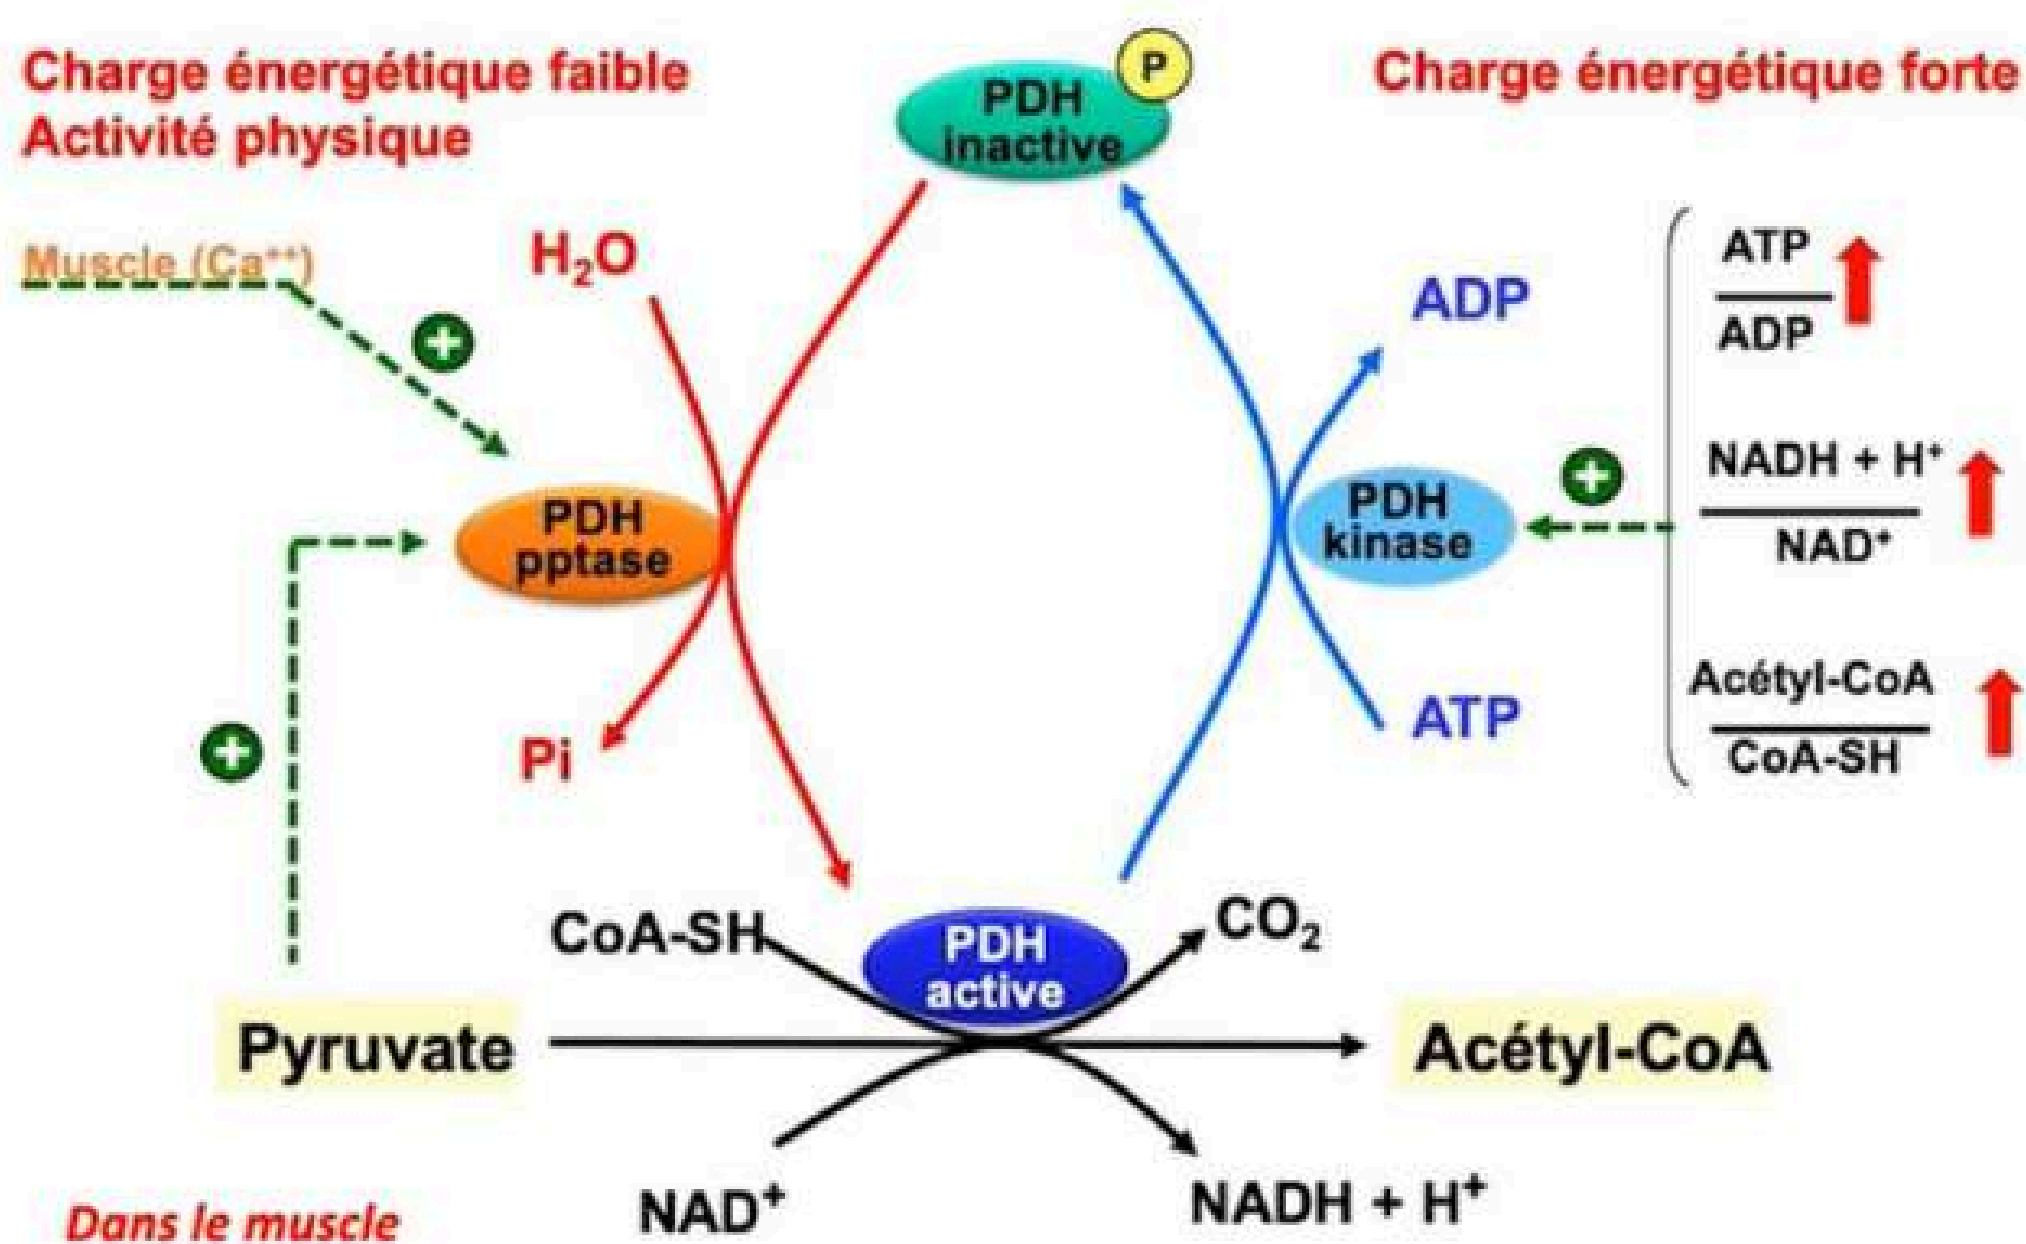 Charge énergétique faible
Activité physique
P
PDH
inactive
Charge énergétique forte
Muscle (Ca⁺⁺)
+
H₂O
ADP
ATP
ADP
PDH
pptase
PDH
kinase
+
NADH + H⁺
NAD⁺
+
Pi
ATP
Acétyl-CoA
CoA-SH
CoA-SH
PDH
active
CO₂
Pyruvate
Acétyl-CoA
NAD⁺
NADH + H⁺
Dans le muscle